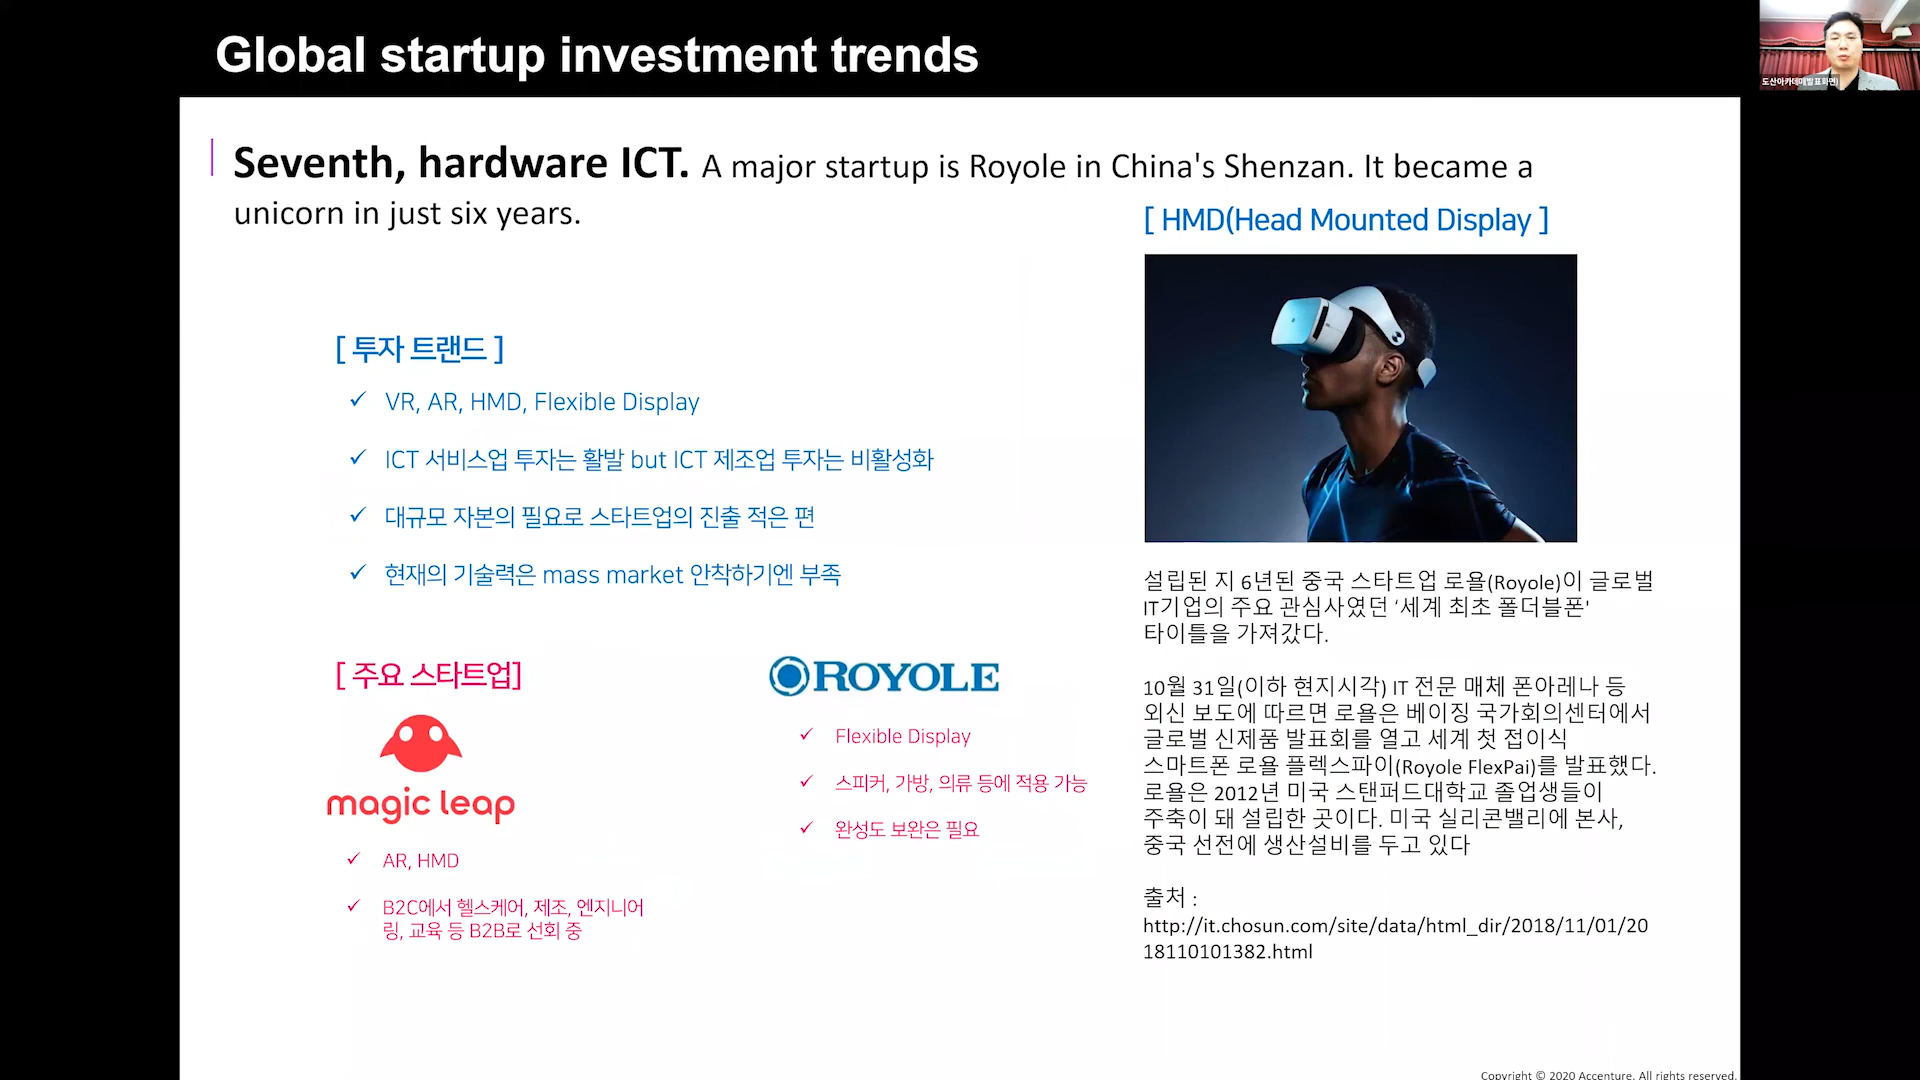 Global startup investment trends
도산아카데미(발표화면)
Seventh, hardware ICT. A major startup is Royole in China's Shenzan. It became a
unicorn in just six years.
[ HMD(Head Mounted Display ]
[ 투자 트랜드 ]
VR, AR, HMD, Flexible Display
ICT 서비스업 투자는 활발 but ICT 제조업 투자는 비활성화
대규모 자본의 필요로 스타트업의 진출 적은 편
현재의 기술력은 mass market 안착하기엔 부족
[ 주요 스타트업]
magic leap
AR, HMD
B2C에서 헬스케어, 제조, 엔지니어
링, 교육 등 B2B로 선회 중
ROYOLE
Flexible Display
스피커, 가방, 의류 등에 적용 가능
완성도 보완은 필요
설립된 지 6년된 중국 스타트업 로욜(Royole)이 글로벌
IT기업의 주요 관심사였던 ‘세계 최초 폴더블폰'
타이틀을 가져갔다.
10월 31일(이하 현지시각) IT 전문 매체 폰아레나 등
외신 보도에 따르면 로욜은 베이징 국가회의센터에서
글로벌 신제품 발표회를 열고 세계 첫 접이식
스마트폰 로욜 플렉스파이(Royole FlexPai)를 발표했다.
로욜은 2012년 미국 스탠퍼드대학교 졸업생들이
주축이 돼 설립한 곳이다. 미국 실리콘밸리에 본사,
중국 선전에 생산설비를 두고 있다
출처 :
http://it.chosun.com/site/data/html_dir/2018/11/01/20
18110101382.html
Copyright © 2020 Accenture. All rights reserved.